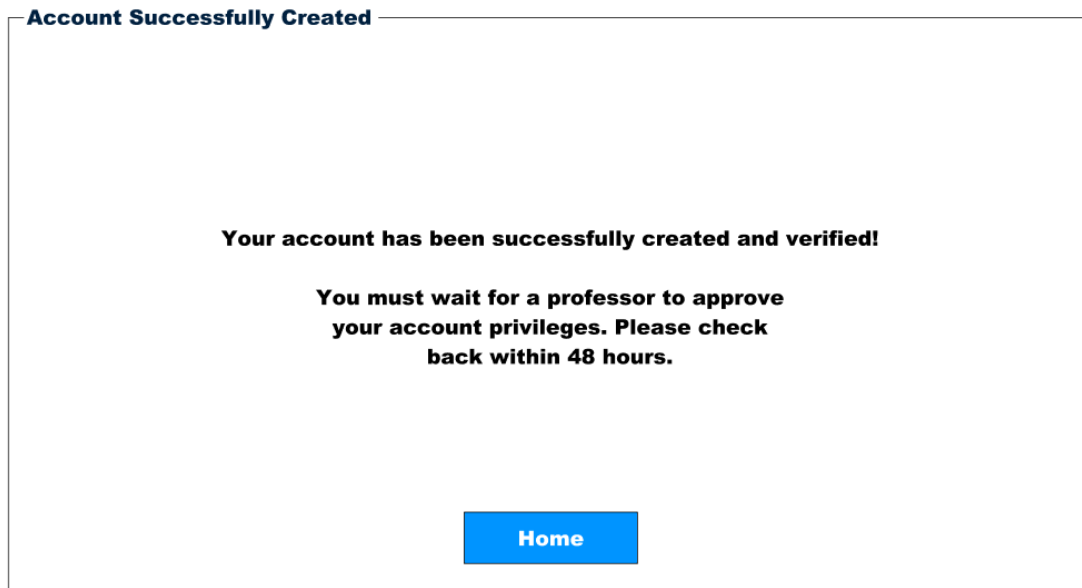 Account Successfully Created
Your account has been successfully created and verified!
You must wait for a professor to approve
your account privileges. Please check
back within 48 hours.
Home